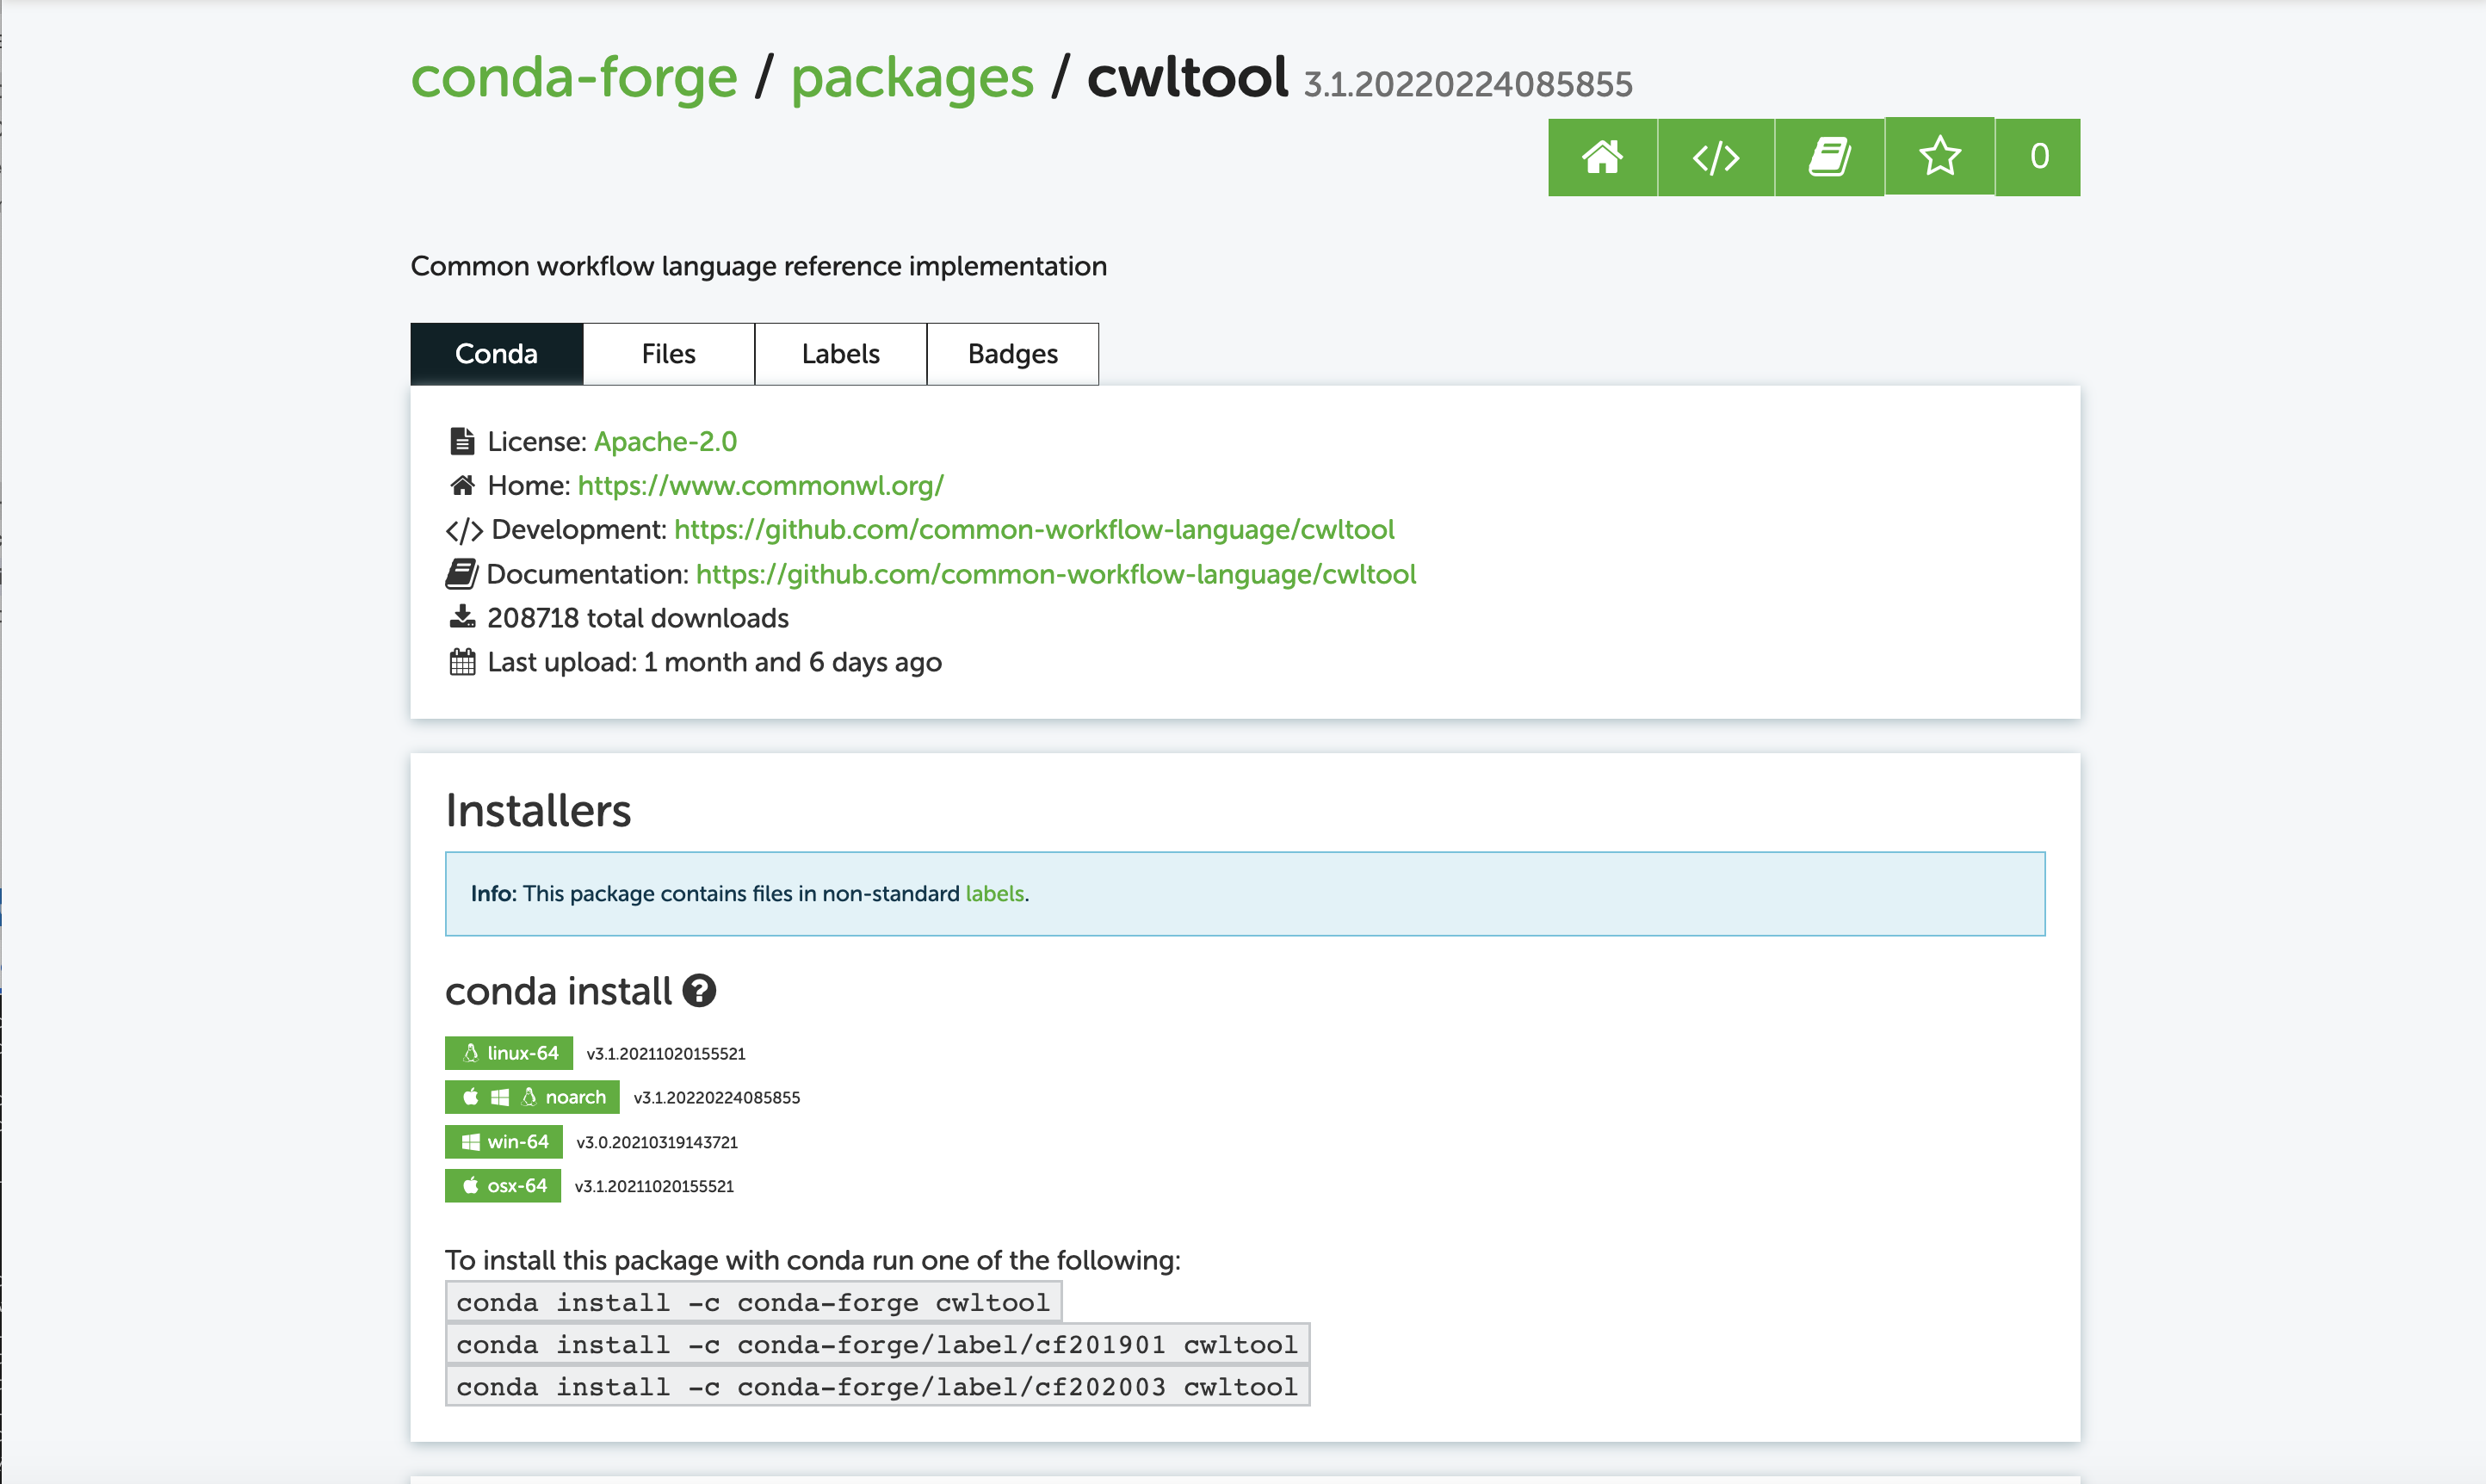 conda-forge / packages / cwltool 3.1.20220224085855
0
Common workflow language reference implementation
Conda Files Labels Badges
License: Apache-2.0
Home: https://www.commonwl.org/
</> Development: https://github.com/common-workflow-language/cwltool
Documentation: https://github.com/common-workflow-language/cwltool
208718 total downloads
Last upload: 1 month and 6 days ago
Installers
Info: This package contains files in non-standard labels.
conda install ?
linux-64 v3.1.20211020155521
noarch v3.1.20220224085855
win-64 v3.0.20210319143721
osx-64 v3.1.20211020155521
To install this package with conda run one of the following:
conda install -c conda-forge cwltool
conda install -c conda-forge/label/cf201901 cwltool
conda install -c conda-forge/label/cf202003 cwltool